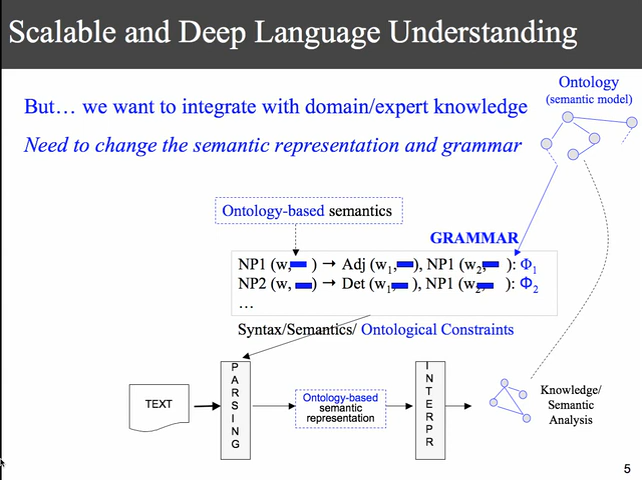 Scalable and Deep Language Understanding
Ontology
(semantic model)
But… we want to integrate with domain/expert knowledge
Need to change the semantic representation and grammar
Ontology-based semantics
GRAMMAR
NP1 (w, ) → Adj (w1, ), NP1 (w2, ): Φ1
NP2 (w, ) → Det (w1, ), NP1 (w2, ): Φ2
…
Syntax/Semantics/ Ontological Constraints
TEXT
PARSING
Ontology-based
semantic
representation
INTERPR
Knowledge/
Semantic
Analysis
5